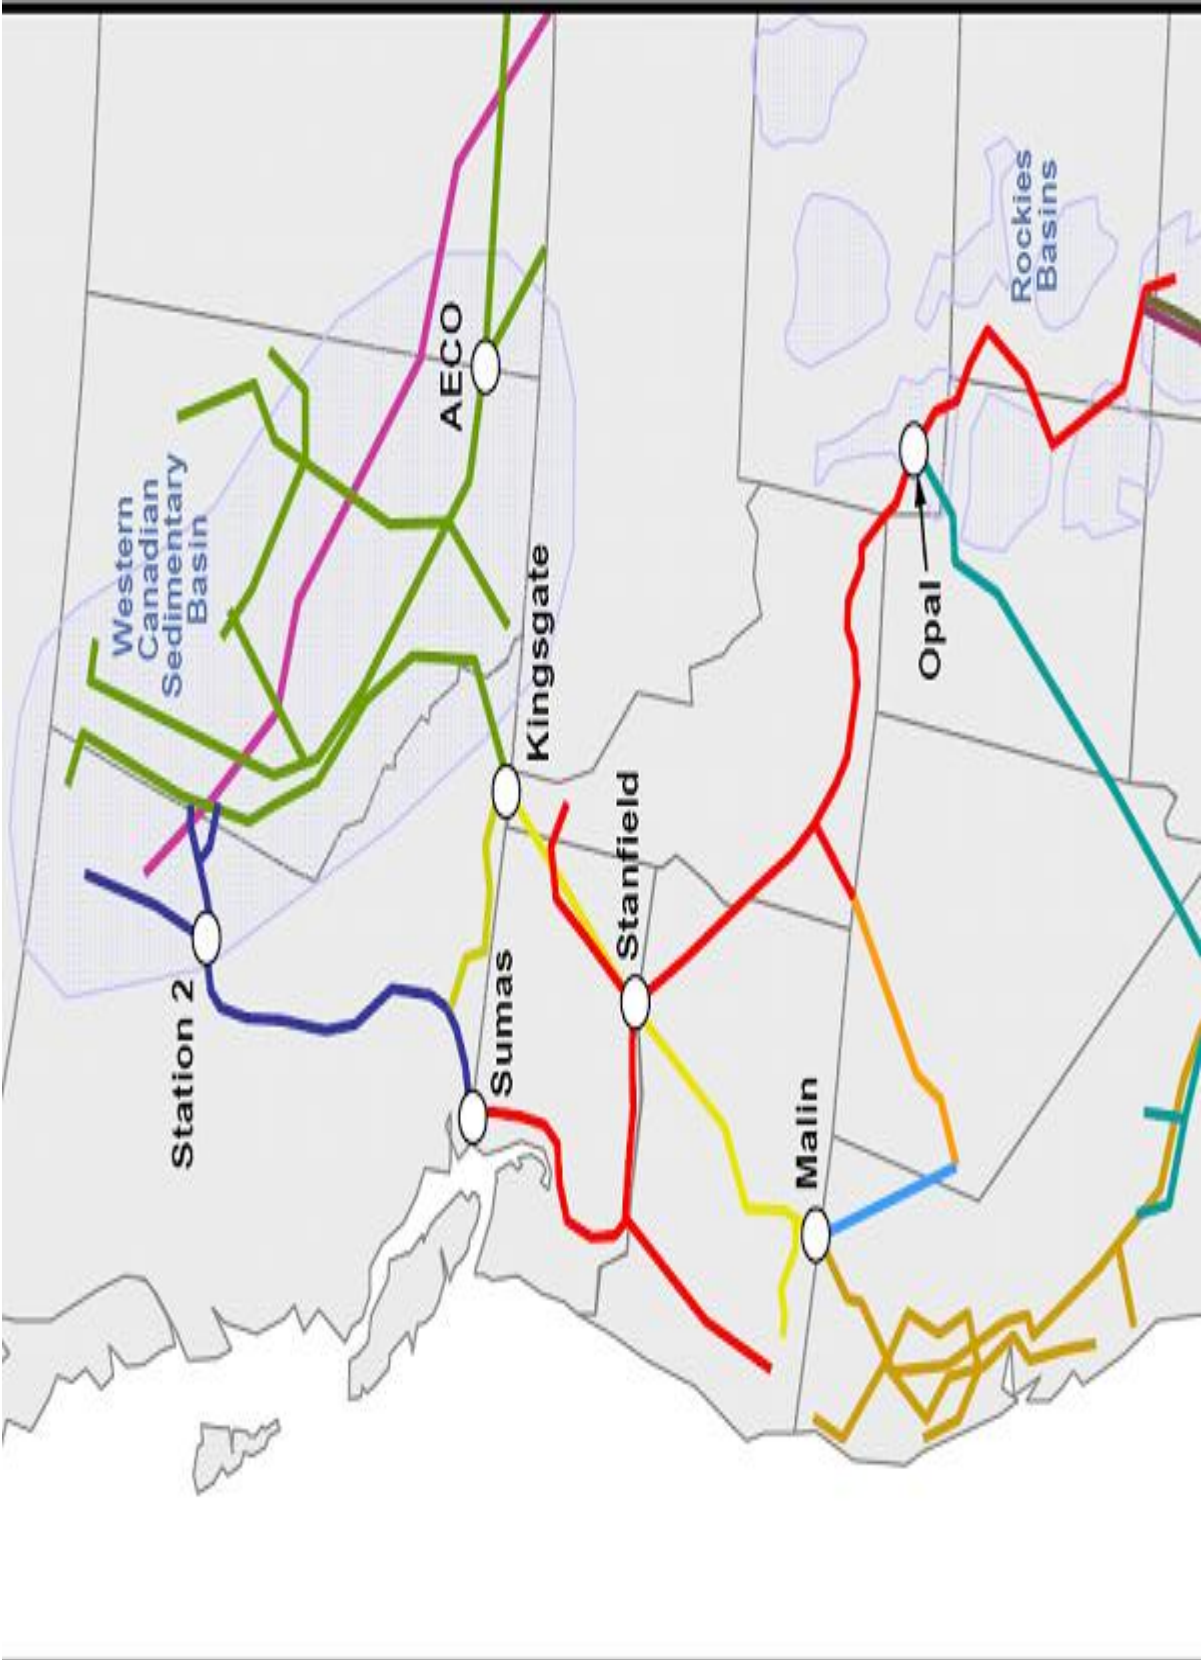 Western
Canadian
Sedimentary
Basin
Station 2
AECO
Kingsgate
Sumas
Stanfield
Malin
Opal
Rockies
Basins